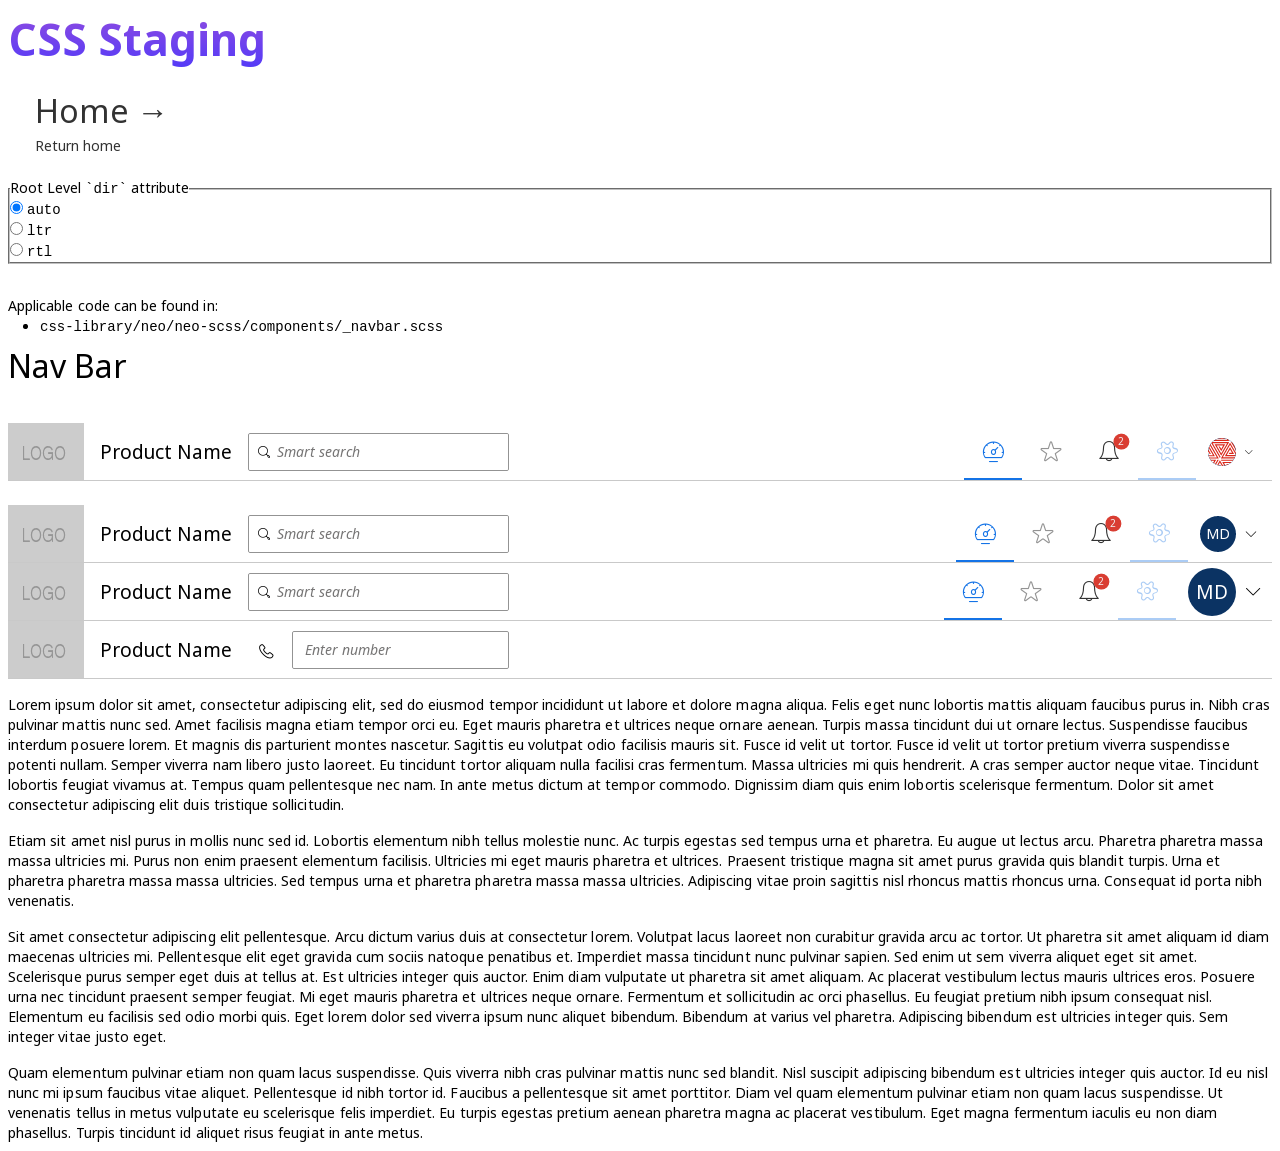 CSS Staging
Home →
Return home
Root Level `dir` attribute
auto
ltr
rtl
Applicable code can be found in:
css-library/neo/neo-scss/components/_navbar.scss
Nav Bar
LOGO Product Name Smart search 2
LOGO Product Name Smart search 2 MD
LOGO Product Name Smart search 2 MD
LOGO Product Name Enter number
Lorem ipsum dolor sit amet, consectetur adipiscing elit, sed do eiusmod tempor incididunt ut labore et dolore magna aliqua. Felis eget nunc lobortis mattis aliquam faucibus purus in. Nibh cras
pulvinar mattis nunc sed. Amet facilisis magna etiam tempor orci eu. Eget mauris pharetra et ultrices neque ornare aenean. Turpis massa tincidunt dui ut ornare lectus. Suspendisse faucibus
interdum posuere lorem. Et magnis dis parturient montes nascetur. Sagittis eu volutpat odio facilisis mauris sit. Fusce id velit ut tortor. Fusce id velit ut tortor pretium viverra suspendisse
potenti nullam. Semper viverra nam libero justo laoreet. Eu tincidunt tortor aliquam nulla facilisi cras fermentum. Massa ultricies mi quis hendrerit. A cras semper auctor neque vitae. Tincidunt
lobortis feugiat vivamus at. Tempus quam pellentesque nec nam. In ante metus dictum at tempor commodo. Dignissim diam quis enim lobortis scelerisque fermentum. Dolor sit amet
consectetur adipiscing elit duis tristique sollicitudin.
Etiam sit amet nisl purus in mollis nunc sed id. Lobortis elementum nibh tellus molestie nunc. Ac turpis egestas sed tempus urna et pharetra. Eu augue ut lectus arcu. Pharetra pharetra massa
massa ultricies mi. Purus non enim praesent elementum facilisis. Ultricies mi eget mauris pharetra et ultrices. Praesent tristique magna sit amet purus gravida quis blandit turpis. Urna et
pharetra pharetra massa massa ultricies. Sed tempus urna et pharetra pharetra massa massa ultricies. Adipiscing vitae proin sagittis nisl rhoncus mattis rhoncus urna. Consequat id porta nibh
venenatis.
Sit amet consectetur adipiscing elit pellentesque. Arcu dictum varius duis at consectetur lorem. Volutpat lacus laoreet non curabitur gravida arcu ac tortor. Ut pharetra sit amet aliquam id diam
maecenas ultricies mi. Pellentesque elit eget gravida cum sociis natoque penatibus et. Imperdiet massa tincidunt nunc pulvinar sapien. Sed enim ut sem viverra aliquet eget sit amet.
Scelerisque purus semper eget duis at tellus at. Est ultricies integer quis auctor. Enim diam vulputate ut pharetra sit amet aliquam. Ac placerat vestibulum lectus mauris ultrices eros. Posuere
urna nec tincidunt praesent semper feugiat. Mi eget mauris pharetra et ultrices neque ornare. Fermentum et sollicitudin ac orci phasellus. Eu feugiat pretium nibh ipsum consequat nisl.
Elementum eu facilisis sed odio morbi quis. Eget lorem dolor sed viverra ipsum nunc aliquet bibendum. Bibendum at varius vel pharetra. Adipiscing bibendum est ultricies integer quis. Sem
integer vitae justo eget.
Quam elementum pulvinar etiam non quam lacus suspendisse. Quis viverra nibh cras pulvinar mattis nunc sed blandit. Nisl suscipit adipiscing bibendum est ultricies integer quis auctor. Id eu nisl
nunc mi ipsum faucibus vitae aliquet. Pellentesque id nibh tortor id. Faucibus a pellentesque sit amet porttitor. Diam vel quam elementum pulvinar etiam non quam lacus suspendisse. Ut
venenatis tellus in metus vulputate eu scelerisque felis imperdiet. Eu turpis egestas pretium aenean pharetra magna ac placerat vestibulum. Eget magna fermentum iaculis eu non diam
phasellus. Turpis tincidunt id aliquet risus feugiat in ante metus.